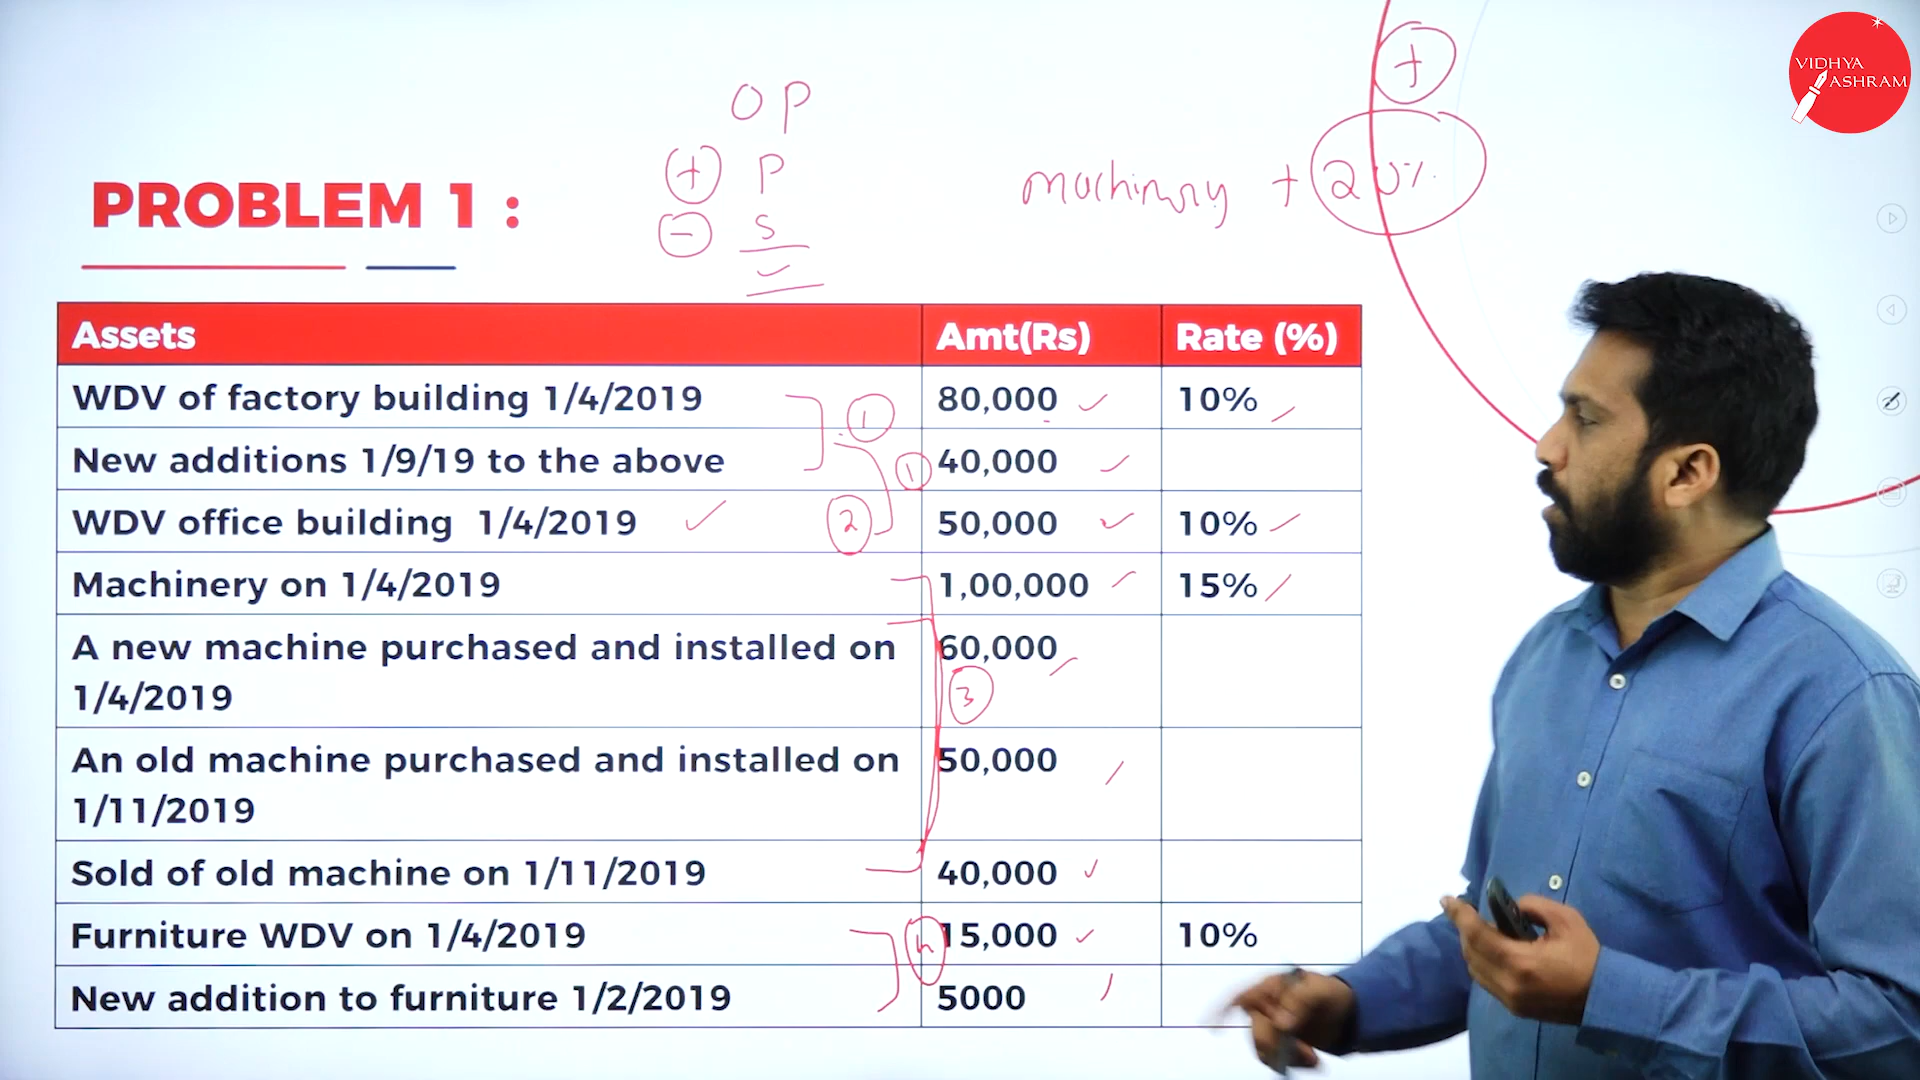 VIDHYA
ASHRAM
+
O P
+ P
machinery + 20%
- S
PROBLEM 1 :
Assets Amt(Rs) Rate (%)
WDV of factory building 1/4/2019 80,000 10%
1
New additions 1/9/19 to the above 40,000
1
WDV office building 1/4/2019 50,000 10%
2
Machinery on 1/4/2019 1,00,000 15%
A new machine purchased and installed on
1/4/2019
60,000
3
An old machine purchased and installed on
1/11/2019
50,000
Sold of old machine on 1/11/2019 40,000
Furniture WDV on 1/4/2019 15,000 10%
New addition to furniture 1/2/2019 5000